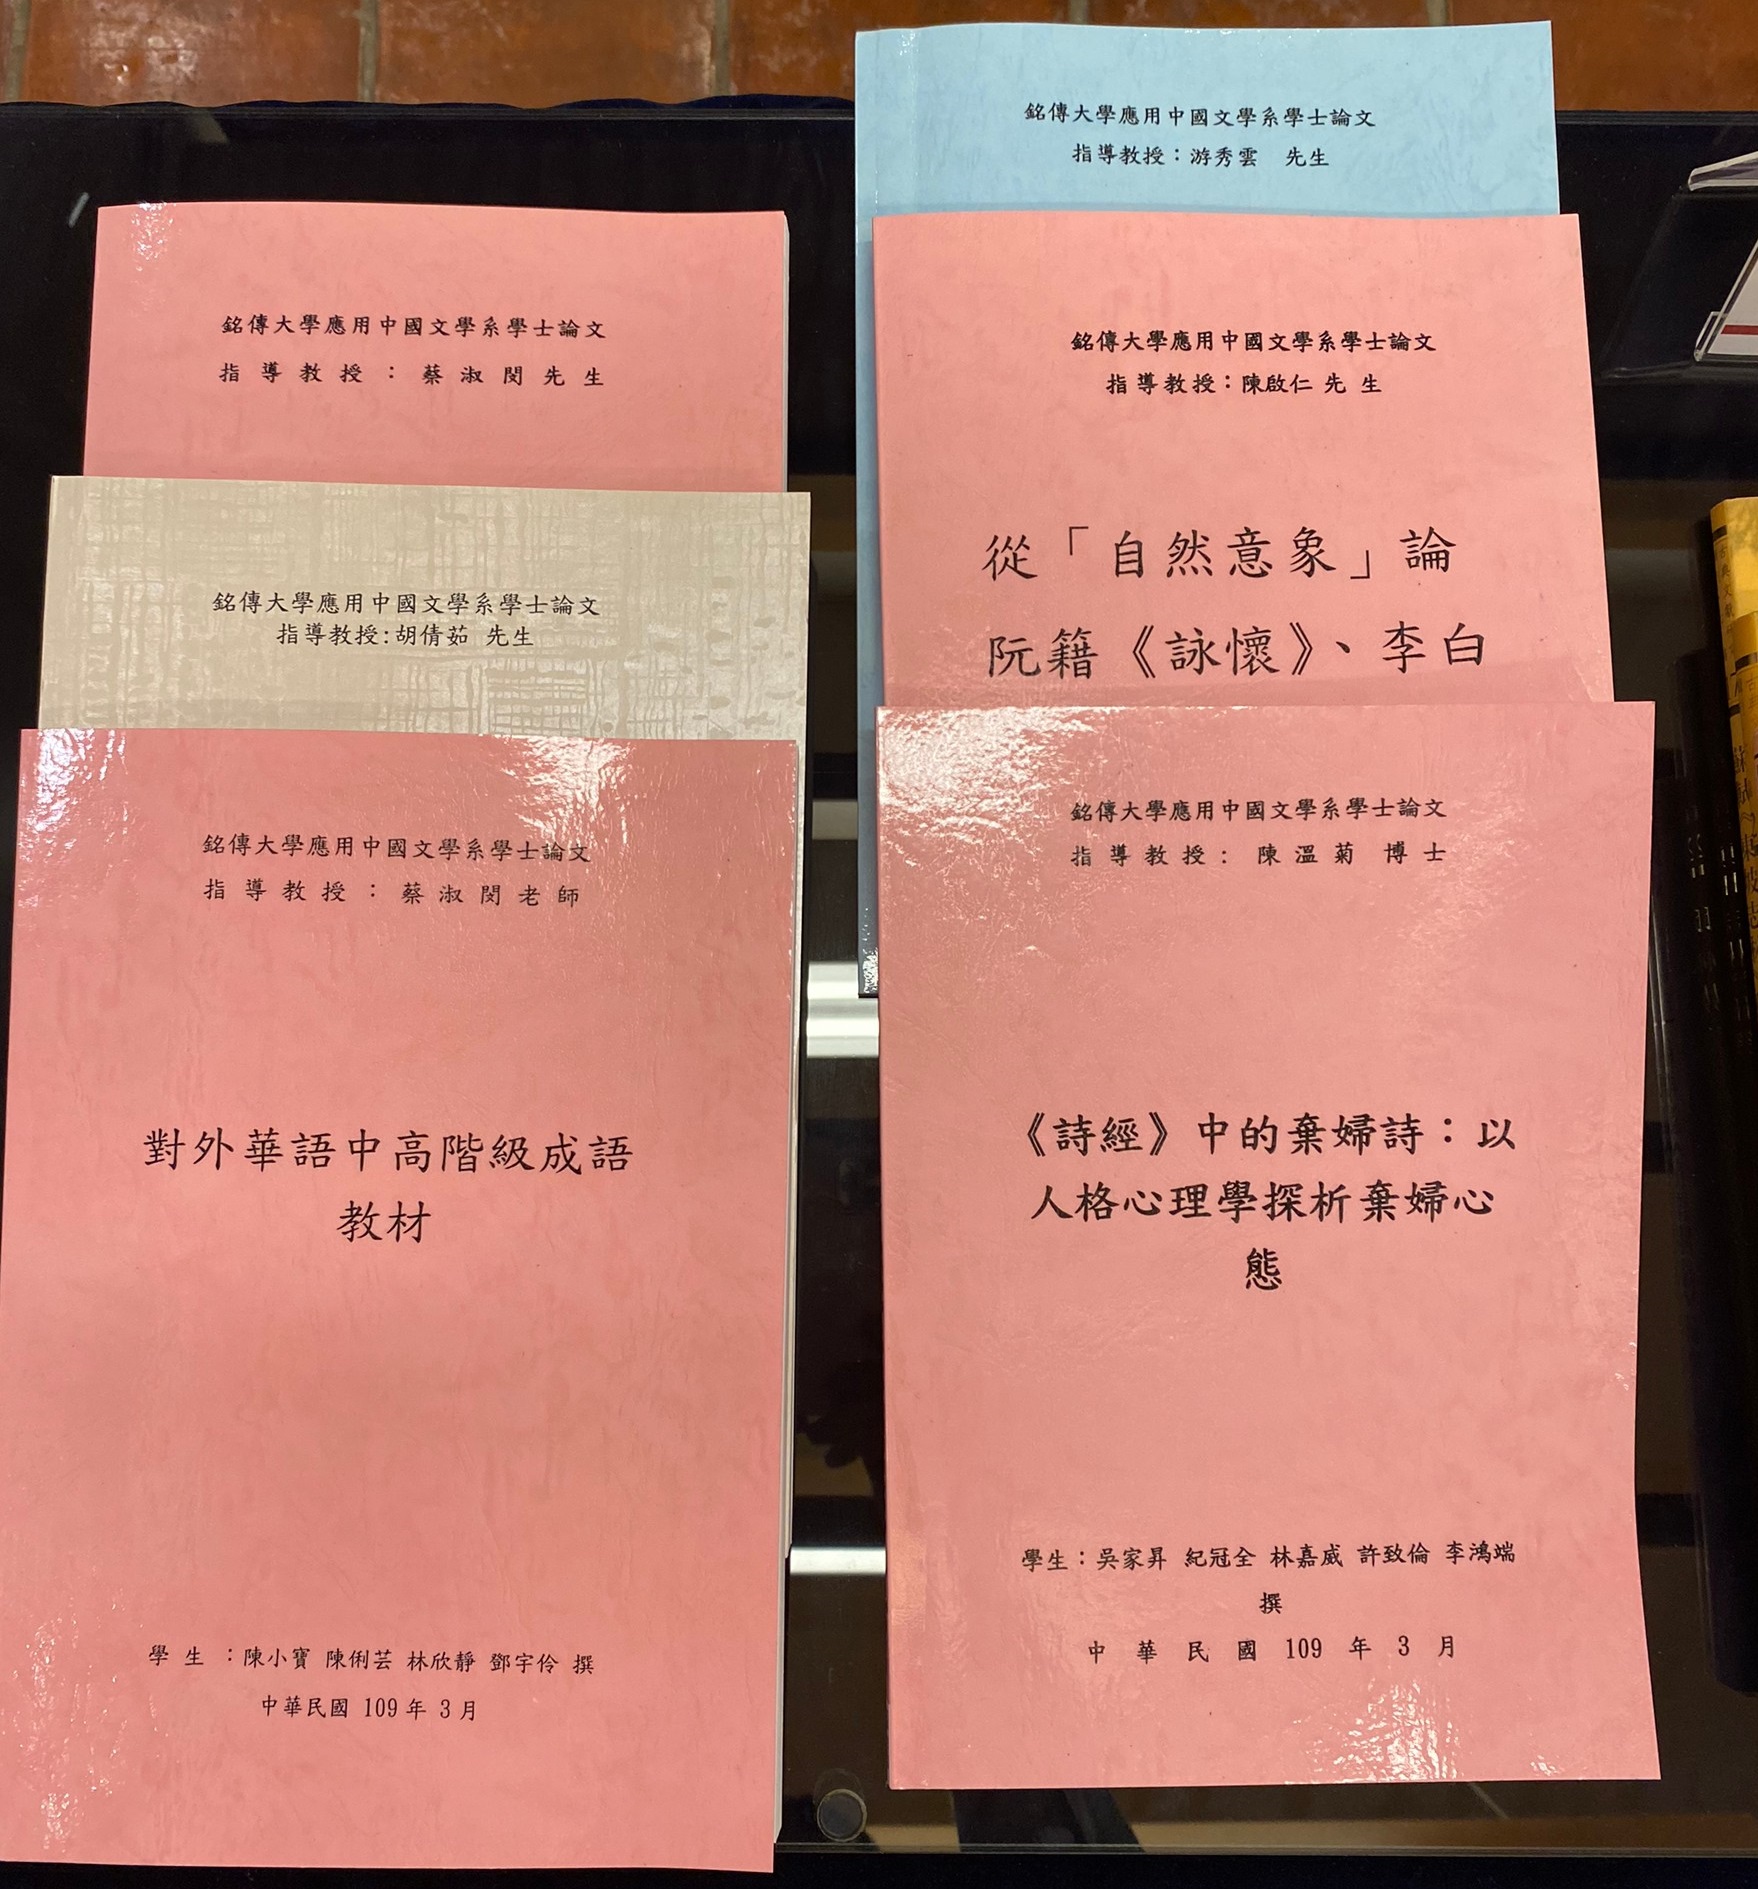 銘傳大學應用中國文學系學士論文
指導教授：蔡淑閔先生
銘傳大學應用中國文學系學士論文
指導教授:胡倩茹 先生
銘傳大學應用中國文學系學士論文
指導教授：蔡淑閔老師
對外華語中高階級成語
教材
學生：陳小寶 陳俐芸 林欣靜 鄧宇伶 撰
中華民國 109 年 3 月
銘傳大學應用中國文學系學士論文
指導教授：游秀雲 先生
銘傳大學應用中國文學系學士論文
指導教授：陳啟仁 先生
從「自然意象」論
阮籍《詠懷》、李白
銘傳大學應用中國文學系學士論文
指導教授：陳溫菊 博士
《詩經》中的棄婦詩：以
人格心理學探析棄婦心
態
學生：吳家昇 紀冠全 林嘉威 許致倫 李鴻端
撰
中華民國 109 年 3 月